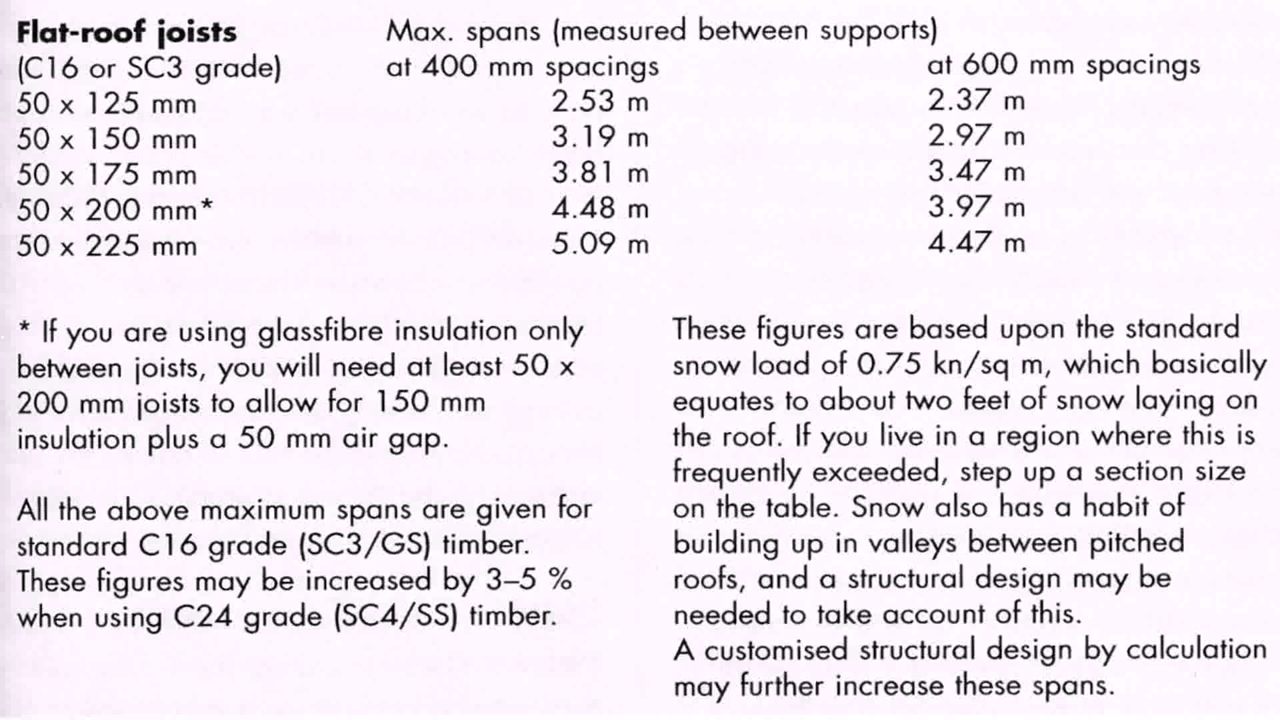 Flat-roof joists Max. spans (measured between supports)
(C16 or SC3 grade) at 400 mm spacings at 600 mm spacings
50 x 125 mm 2.53 m 2.37 m
50 x 150 mm 3.19 m 2.97 m
50 x 175 mm 3.81 m 3.47 m
50 x 200 mm* 4.48 m 3.97 m
50 x 225 mm 5.09 m 4.47 m
* If you are using glassfibre insulation only
between joists, you will need at least 50 x
200 mm joists to allow for 150 mm
insulation plus a 50 mm air gap.
All the above maximum spans are given for
standard C16 grade (SC3/GS) timber.
These figures may be increased by 3–5 %
when using C24 grade (SC4/SS) timber.
These figures are based upon the standard
snow load of 0.75 kn/sq m, which basically
equates to about two feet of snow laying on
the roof. If you live in a region where this is
frequently exceeded, step up a section size
on the table. Snow also has a habit of
building up in valleys between pitched
roofs, and a structural design may be
needed to take account of this.
A customised structural design by calculation
may further increase these spans.